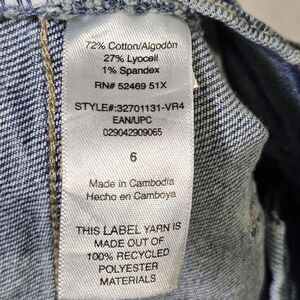 72% Cotton/Algodón
27% Lyocell
1% Spandex
RN# 52469 51X
STYLE#:32701131-VR4
EAN/UPC
029042909065
6
Made in Cambodia
Hecho en Camboya
THIS LABEL YARN IS
MADE OUT OF
100% RECYCLED
POLYESTER
MATERIALS